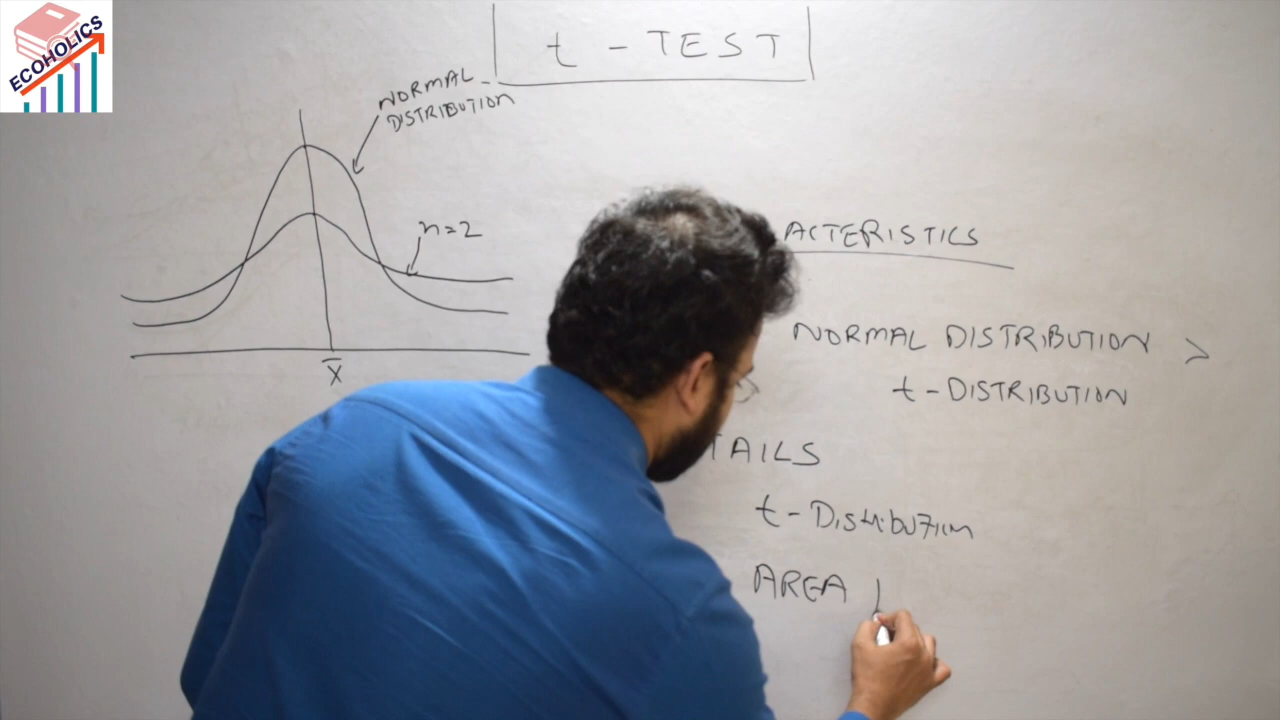 ECOHOLICS
t - TEST
NORMAL
DISTRIBUTION
n=2
X̄
ACTERISTICS
NORMAL DISTRIBUTION >
t - DISTRIBUTION
TAILS
t - DISTRIBUTION
AREA